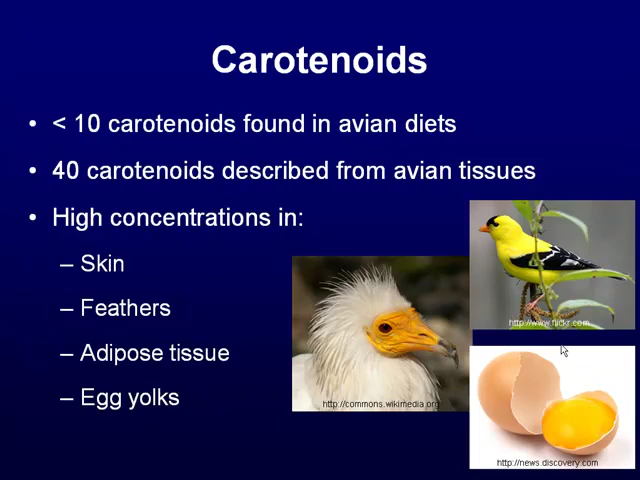 Carotenoids
• < 10 carotenoids found in avian diets
• 40 carotenoids described from avian tissues
• High concentrations in:
– Skin
– Feathers
– Adipose tissue
– Egg yolks
http://www.flickr.com
http://commons.wikimedia.org
http://news.discovery.com